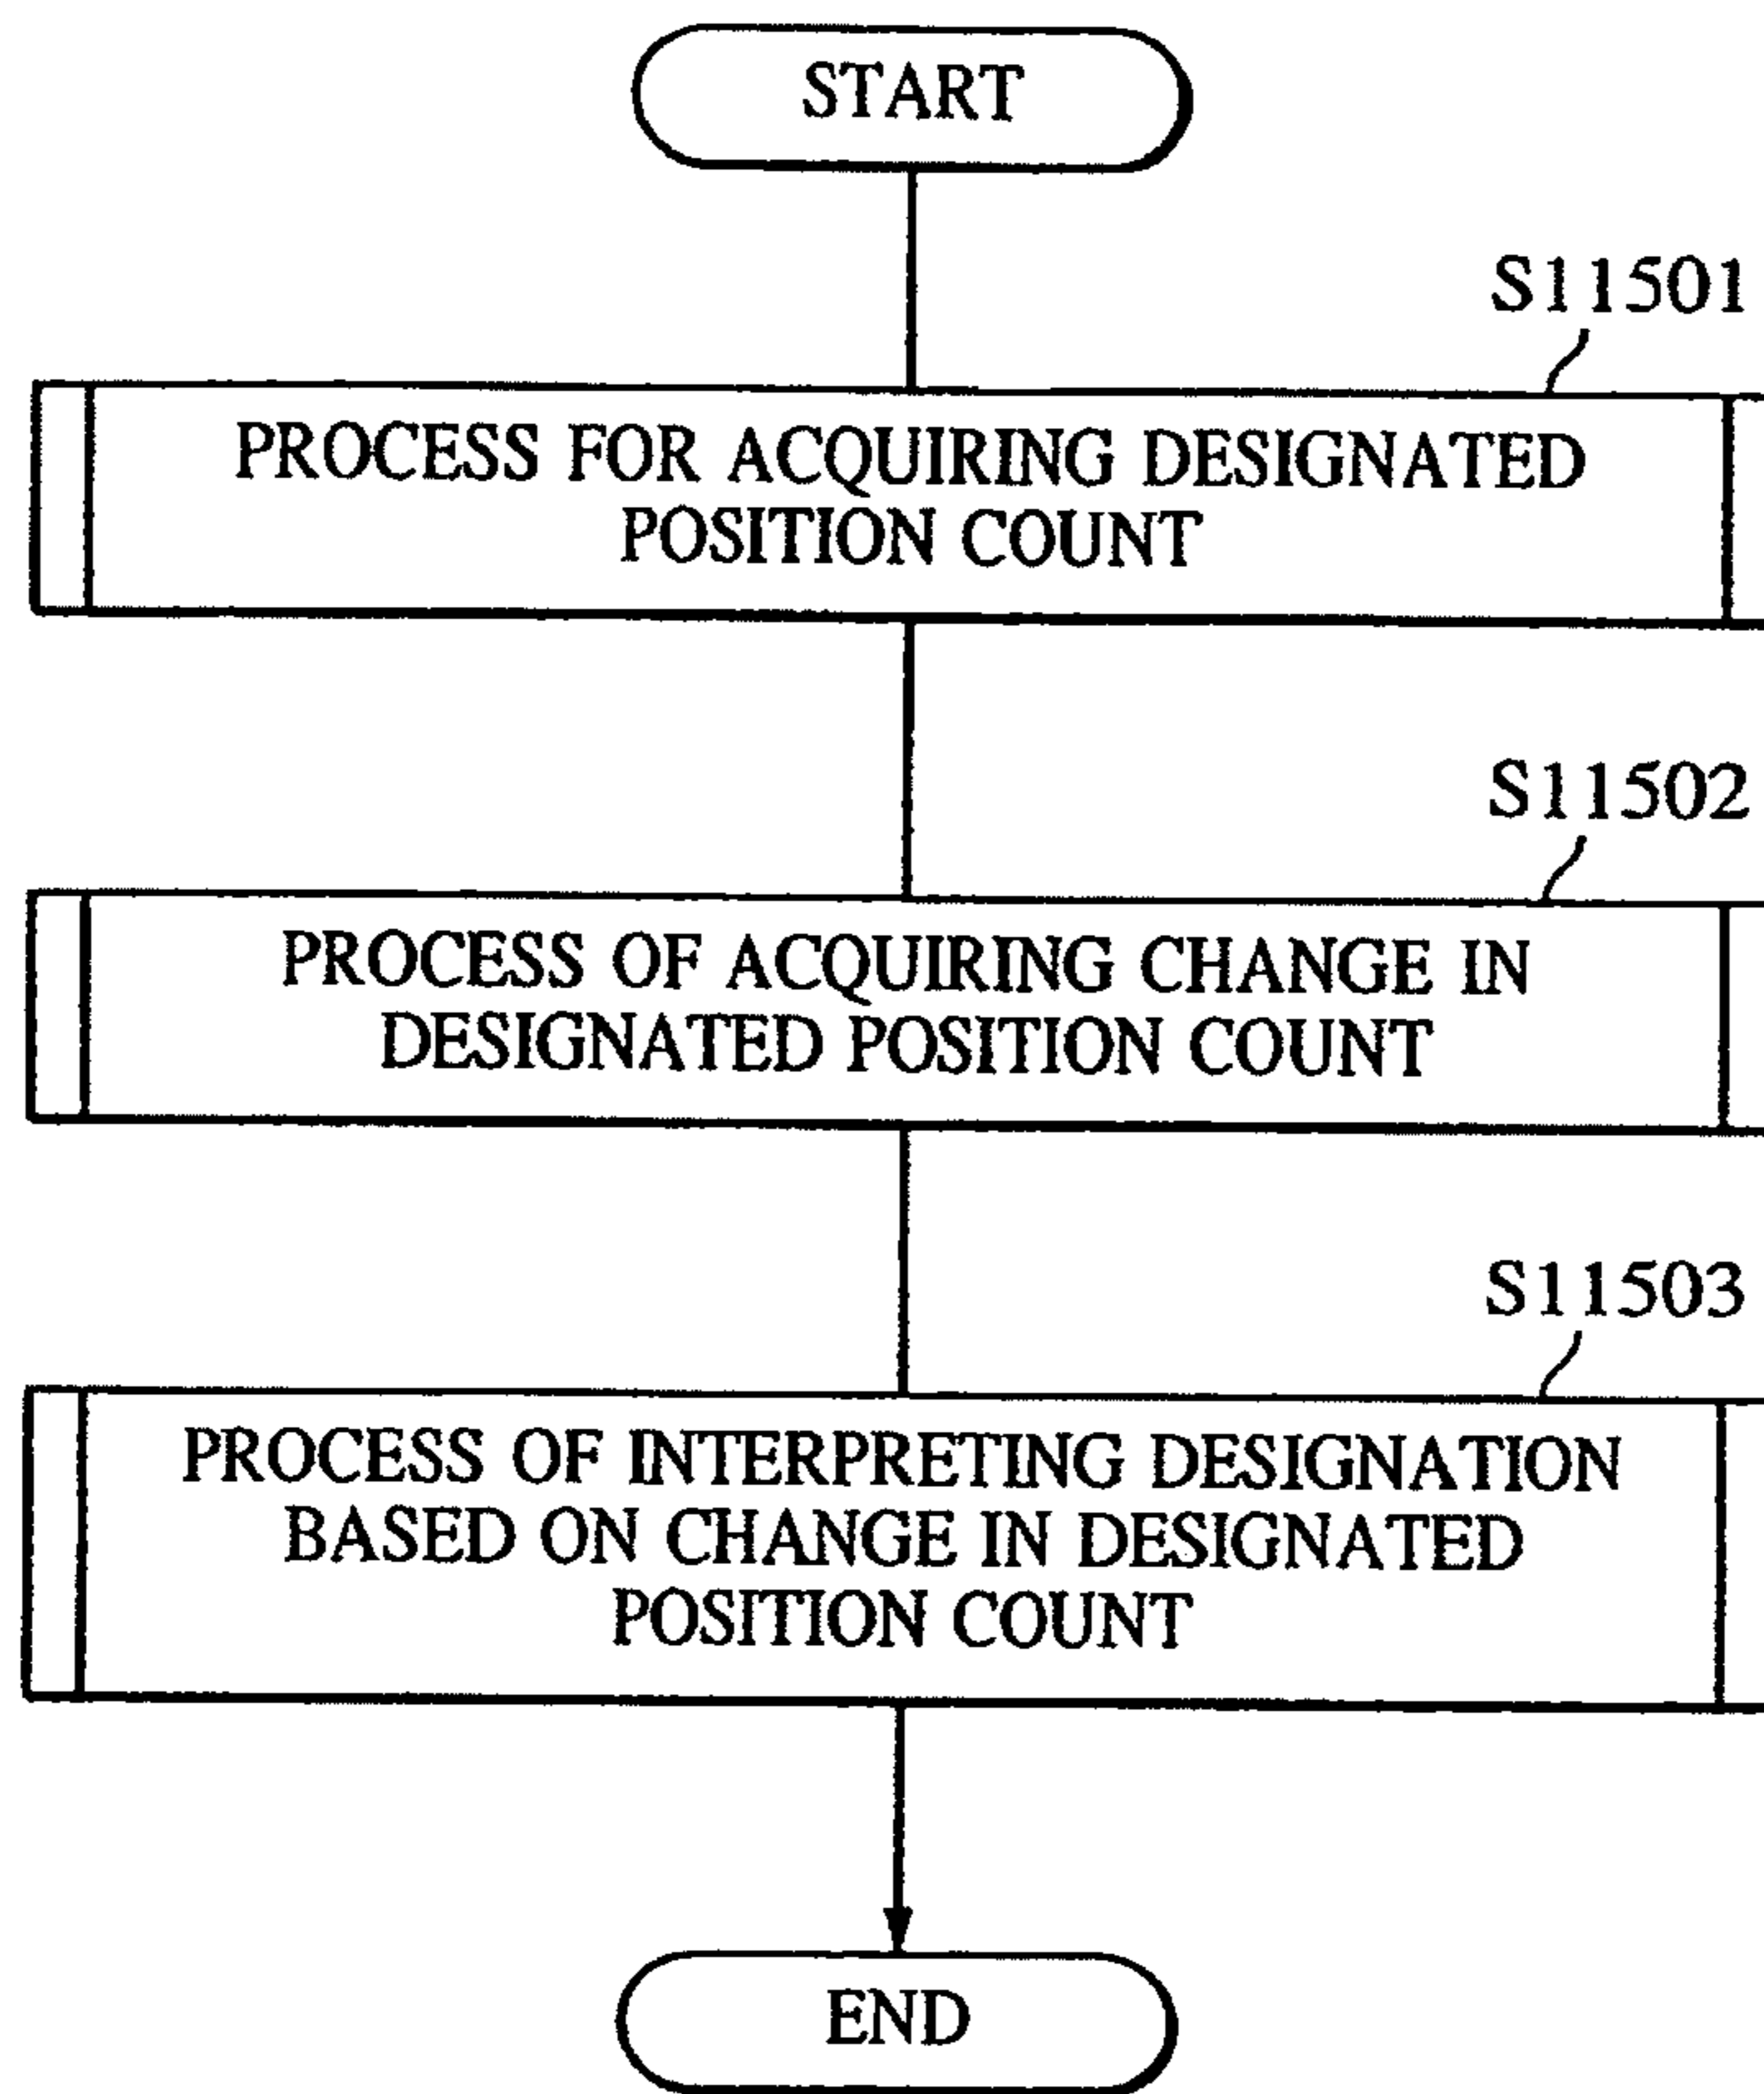 START
S11501
PROCESS FOR ACQUIRING DESIGNATED
POSITION COUNT
S11502
PROCESS OF ACQUIRING CHANGE IN
DESIGNATED POSITION COUNT
S11503
PROCESS OF INTERPRETING DESIGNATION
BASED ON CHANGE IN DESIGNATED
POSITION COUNT
END